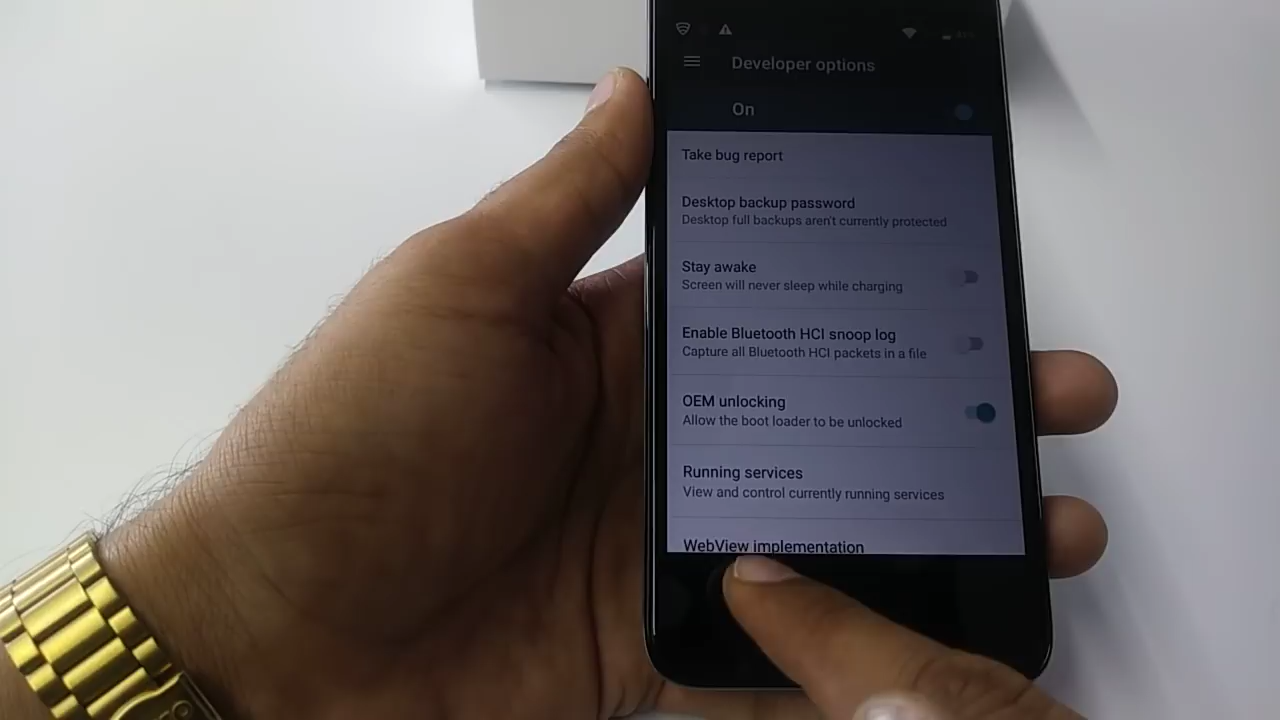 Developer options
On
Take bug report
Desktop backup password
Desktop full backups aren't currently protected
Stay awake
Screen will never sleep while charging
Enable Bluetooth HCI snoop log
Capture all Bluetooth HCI packets in a file
OEM unlocking
Allow the boot loader to be unlocked
Running services
View and control currently running services
WebView implementation